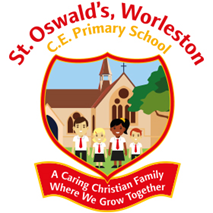 St. Oswald's, Worleston
C.E. Primary School
A Caring Christian Family
Where We Grow Together